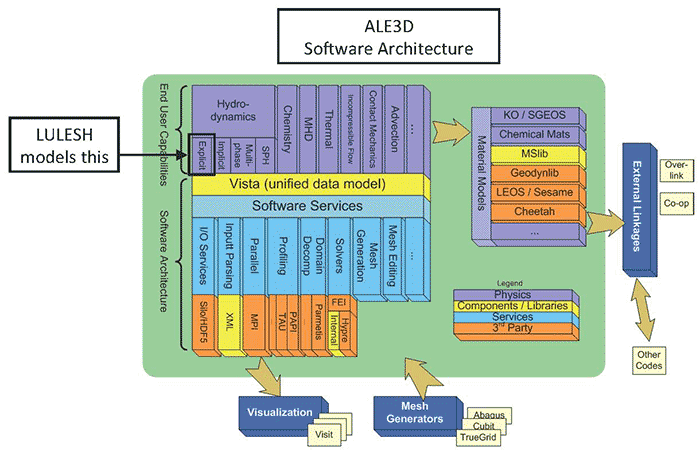 ALE3D
Software Architecture
LULESH
models this
End User Capabilities
Software Architecture
Hydro-
dynamics
Explicit
Implicit
Multi-
phase
SPH
Chemistry
MHD
Thermal
Incompressible Flow
Contact Mechanics
Advection
...
Vista (unified data model)
Software Services
I/O Services
Inputt Parsing
Parallel
Profiling
Domain
Decomp
Solvers
Mesh
Generation
Mesh Editing
...
Silo/HDF5
XML
MPI
TAU
PAPI
Parmetis
FEI
Internal
Hypre
Material Models
KO / SGEOS
Chemical Mats
MSlib
Geodynlib
LEOS / Sesame
Cheetah
...
Legend
Physics
Components / Libraries
Services
3rd Party
External Linkages
Over-
link
Co-op
Other
Codes
Visualization
Visit
Mesh
Generators
Abaqus
Cubit
TrueGrid